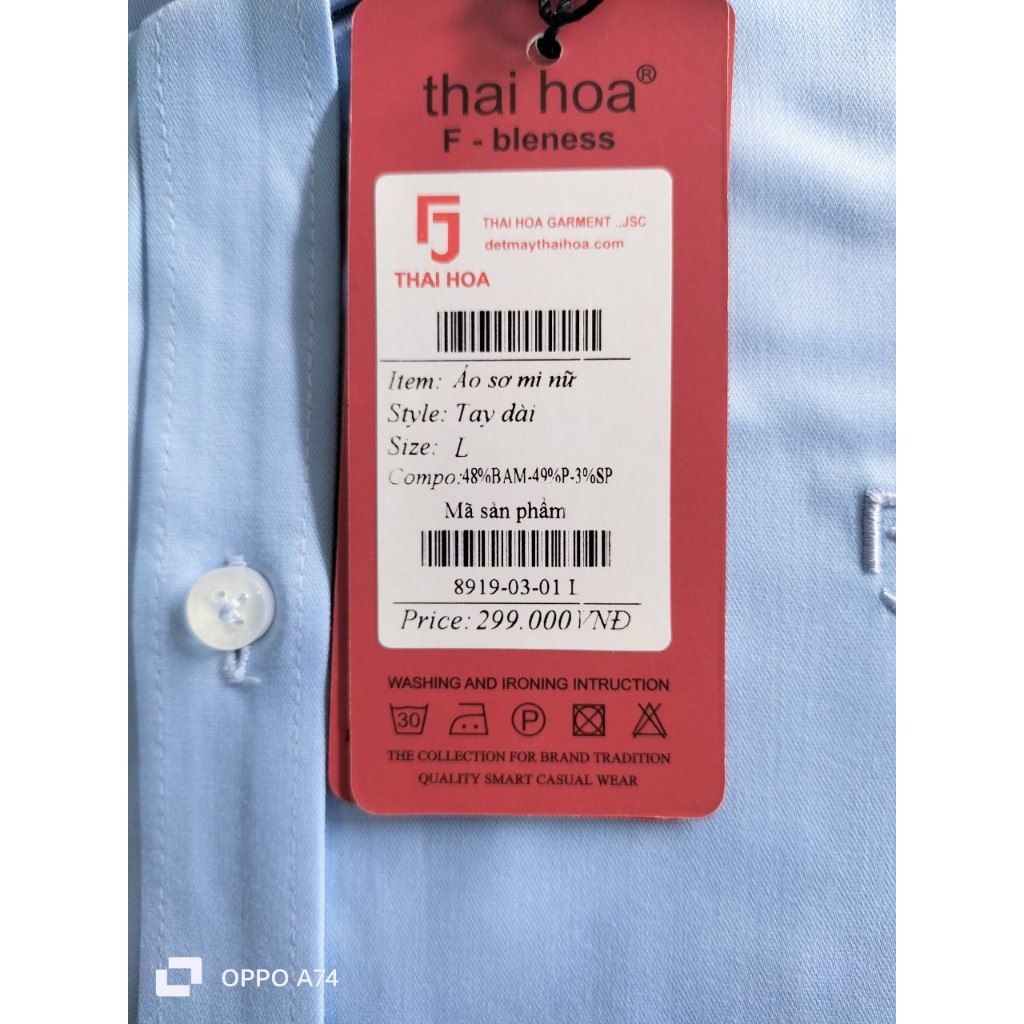 thai hoa®
F - bleness
THAI HOA GARMENT .,JSC
detmaythaihoa.com
THAI HOA
Item: Áo sơ mi nữ
Style: Tay dài
Size: L
Compo:48%BAM-49%P-3%SP
Mã sản phẩm
8919-03-01 L
Price: 299.000VNĐ
WASHING AND IRONING INTRUCTION
30
P
THE COLLECTION FOR BRAND TRADITION
QUALITY SMART CASUAL WEAR
OPPO A74